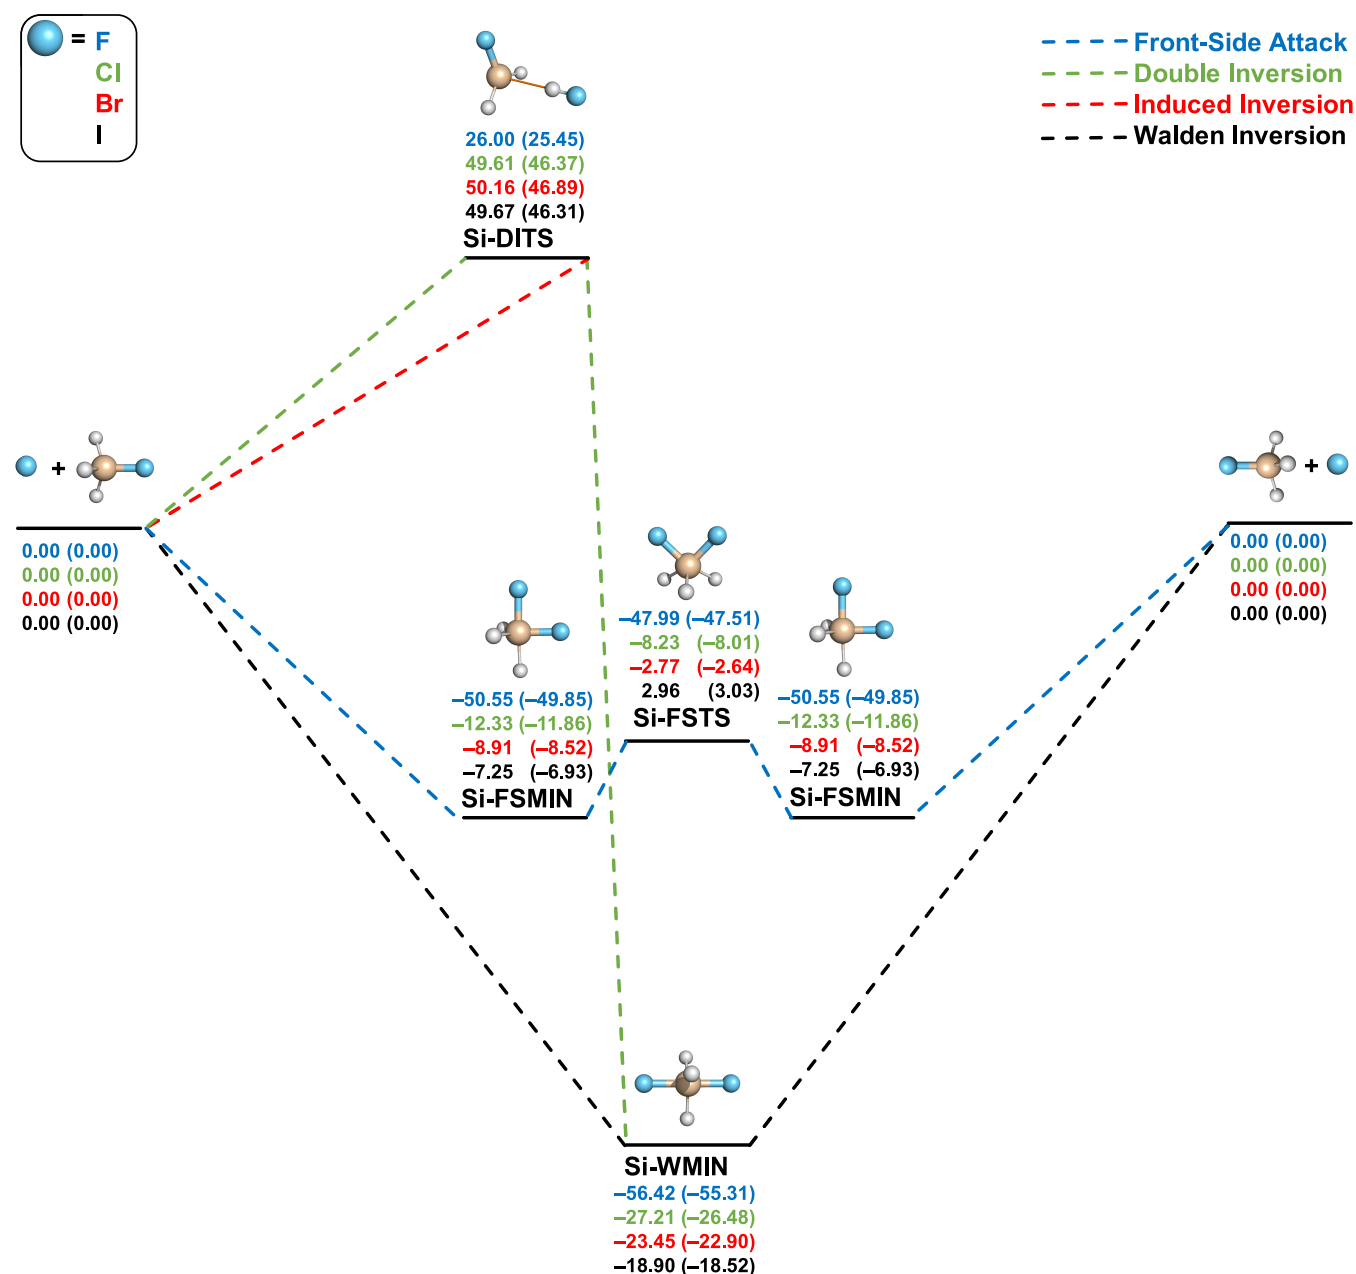 = F
Cl
Br
I
Front-Side Attack
Double Inversion
Induced Inversion
Walden Inversion
26.00 (25.45)
49.61 (46.37)
50.16 (46.89)
49.67 (46.31)
Si-DITS
+
0.00 (0.00)
0.00 (0.00)
0.00 (0.00)
0.00 (0.00)
–50.55 (–49.85)
–12.33 (–11.86)
–8.91 (–8.52)
–7.25 (–6.93)
Si-FSMIN
–47.99 (–47.51)
–8.23 (–8.01)
–2.77 (–2.64)
2.96 (3.03)
Si-FSTS
–50.55 (–49.85)
–12.33 (–11.86)
–8.91 (–8.52)
–7.25 (–6.93)
Si-FSMIN
+
0.00 (0.00)
0.00 (0.00)
0.00 (0.00)
0.00 (0.00)
Si-WMIN
–56.42 (–55.31)
–27.21 (–26.48)
–23.45 (–22.90)
–18.90 (–18.52)